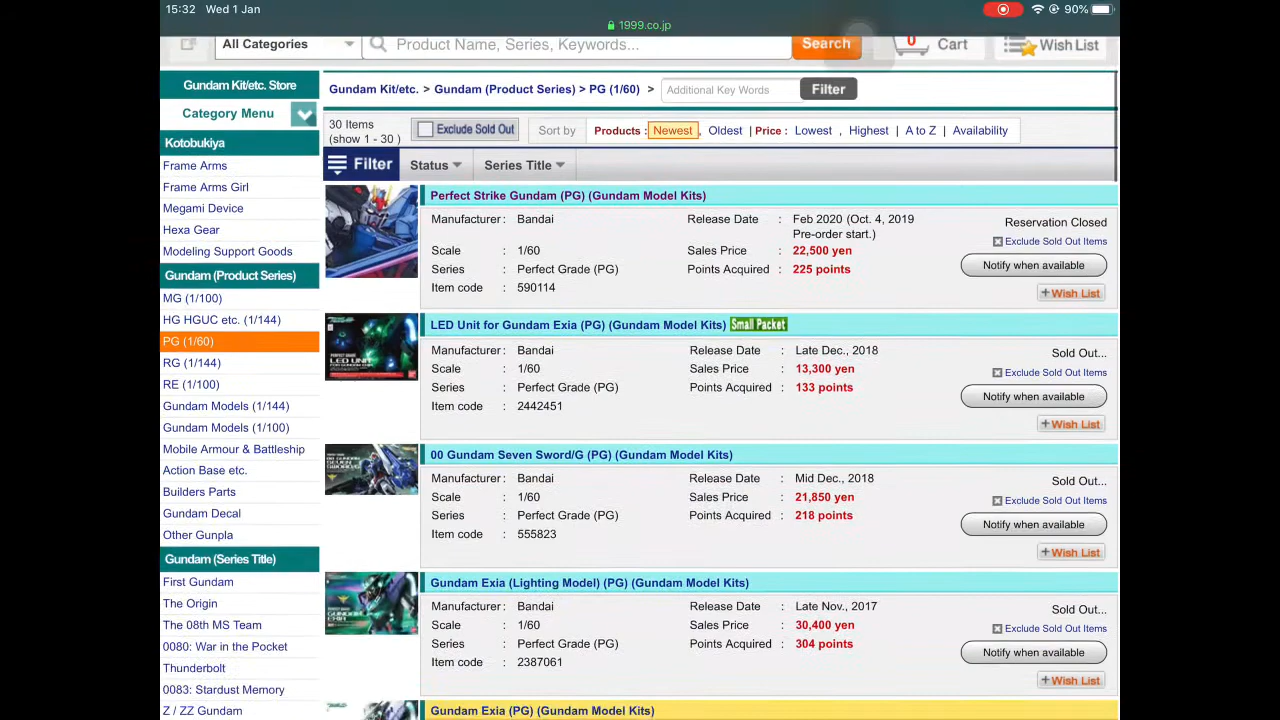 15:32 Wed 1 Jan
90%
1999.co.jp
All Categories
Product Name, Series, Keywords...
Search
0
Cart
Wish List
Gundam Kit/etc. Store
Category Menu
Kotobukiya
Frame Arms
Frame Arms Girl
Megami Device
Hexa Gear
Modeling Support Goods
Gundam (Product Series)
MG (1/100)
HG HGUC etc. (1/144)
PG (1/60)
RG (1/144)
RE (1/100)
Gundam Models (1/144)
Gundam Models (1/100)
Mobile Armour & Battleship
Action Base etc.
Builders Parts
Gundam Decal
Other Gunpla
Gundam (Series Title)
First Gundam
The Origin
The 08th MS Team
0080: War in the Pocket
Thunderbolt
0083: Stardust Memory
Z / ZZ Gundam
Gundam Kit/etc. > Gundam (Product Series) > PG (1/60) >
Additional Key Words
Filter
30 Items
(show 1 - 30 )
Exclude Sold Out
Sort by
Products : Newest , Oldest | Price : Lowest , Highest | A to Z | Availability
Filter
Status
Series Title
Perfect Strike Gundam (PG) (Gundam Model Kits)
Manufacturer : Bandai
Release Date : Feb 2020 (Oct. 4, 2019
Pre-order start.)
Scale : 1/60
Sales Price : 22,500 yen
Series : Perfect Grade (PG)
Points Acquired : 225 points
Item code : 590114
Reservation Closed
Exclude Sold Out Items
Notify when available
+Wish List
LED Unit for Gundam Exia (PG) (Gundam Model Kits) Small Packet
PERFECT GRADE
LED UNIT
FOR GUNDAM EXIA
Manufacturer : Bandai
Release Date : Late Dec., 2018
Scale : 1/60
Sales Price : 13,300 yen
Series : Perfect Grade (PG)
Points Acquired : 133 points
Item code : 2442451
Sold Out...
Exclude Sold Out Items
Notify when available
+Wish List
00 Gundam Seven Sword/G (PG) (Gundam Model Kits)
Manufacturer : Bandai
Release Date : Mid Dec., 2018
Scale : 1/60
Sales Price : 21,850 yen
Series : Perfect Grade (PG)
Points Acquired : 218 points
Item code : 555823
Sold Out...
Exclude Sold Out Items
Notify when available
+Wish List
Gundam Exia (Lighting Model) (PG) (Gundam Model Kits)
Manufacturer : Bandai
Release Date : Late Nov., 2017
Scale : 1/60
Sales Price : 30,400 yen
Series : Perfect Grade (PG)
Points Acquired : 304 points
Item code : 2387061
Sold Out...
Exclude Sold Out Items
Notify when available
+Wish List
Gundam Exia (PG) (Gundam Model Kits)